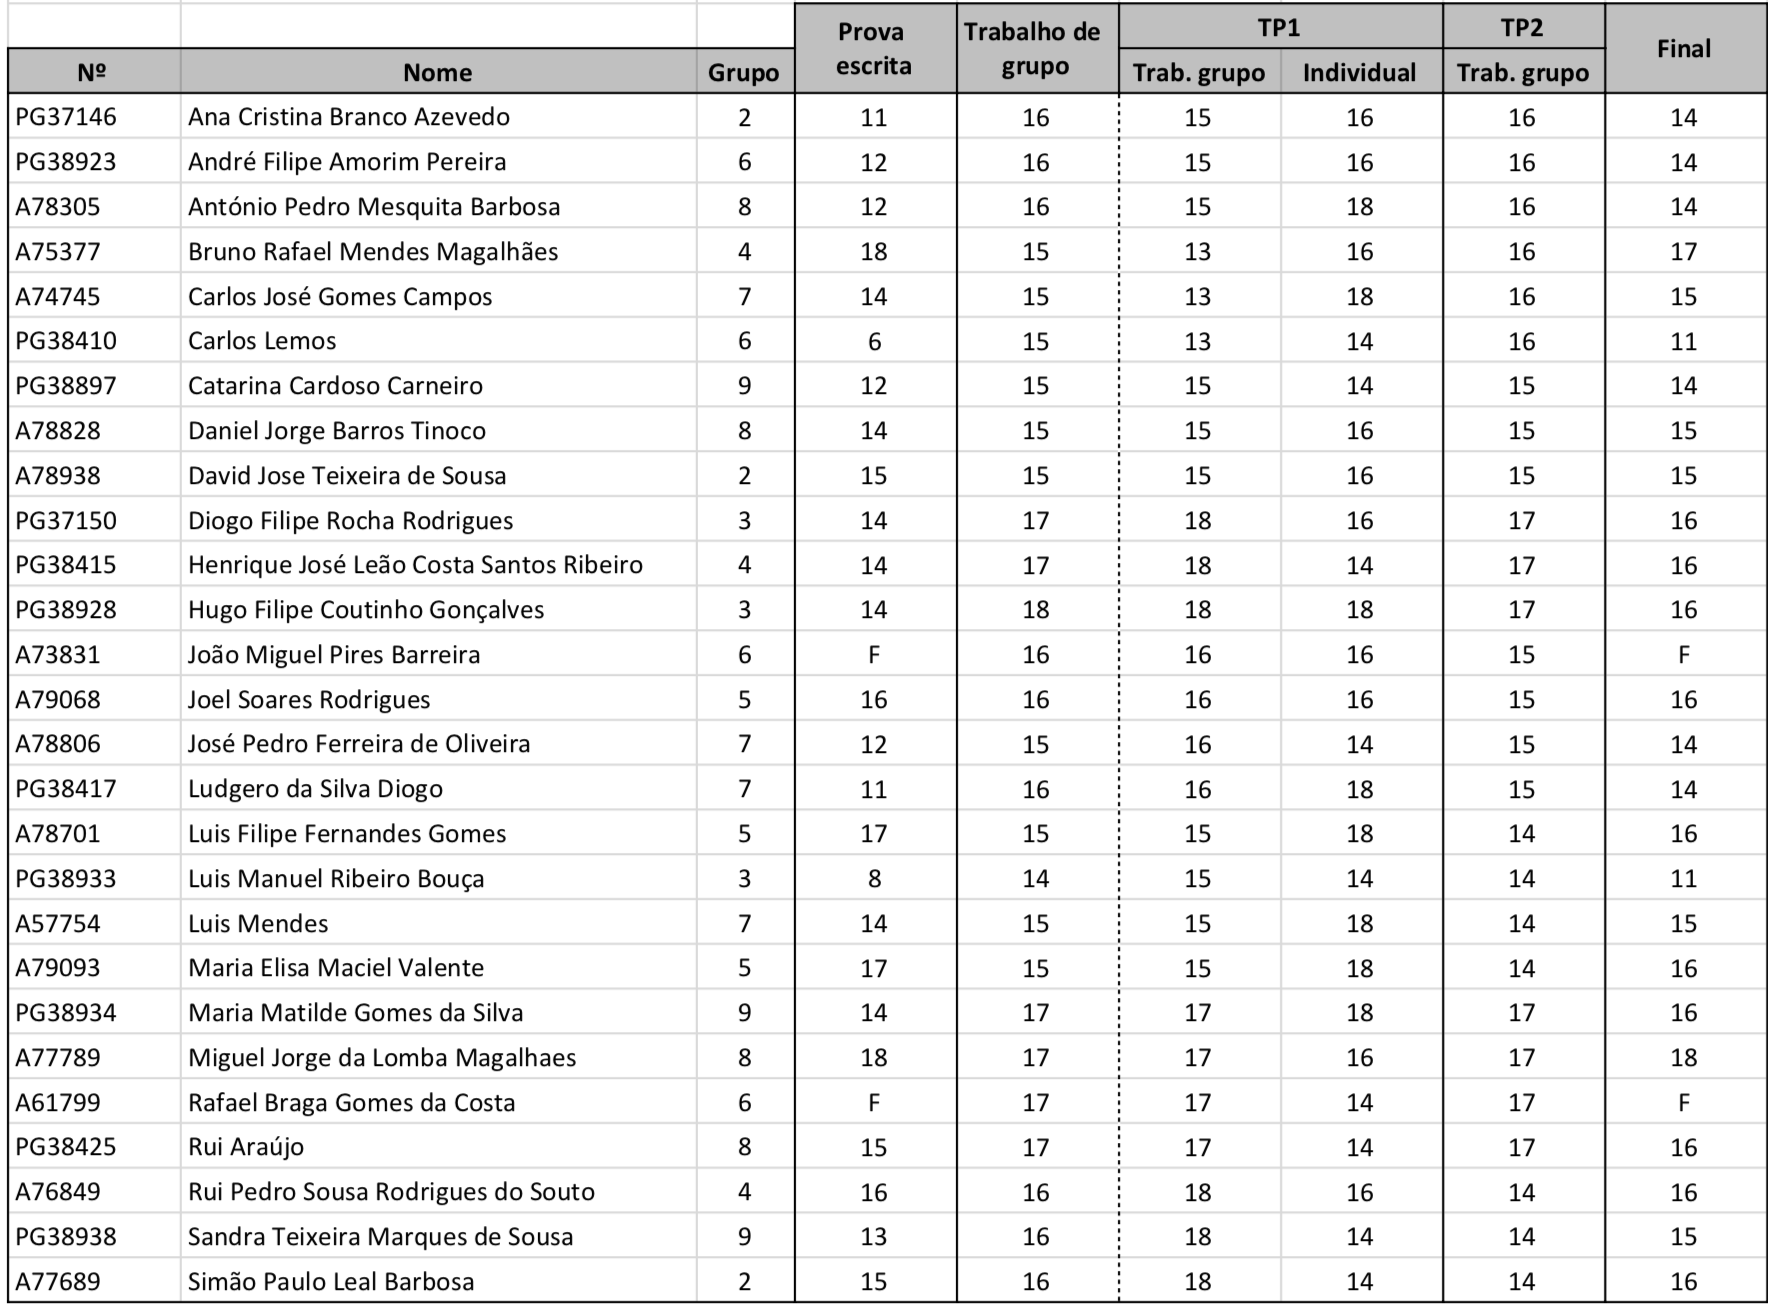 Prova escrita Trabalho de grupo TP1 TP2 Final
Nº Nome Grupo Trab. grupo Individual Trab. grupo
PG37146 Ana Cristina Branco Azevedo 2 11 16 15 16 16 14
PG38923 André Filipe Amorim Pereira 6 12 16 15 16 16 14
A78305 António Pedro Mesquita Barbosa 8 12 16 15 18 16 14
A75377 Bruno Rafael Mendes Magalhães 4 18 15 13 16 16 17
A74745 Carlos José Gomes Campos 7 14 15 13 18 16 15
PG38410 Carlos Lemos 6 6 15 13 14 16 11
PG38897 Catarina Cardoso Carneiro 9 12 15 15 14 15 14
A78828 Daniel Jorge Barros Tinoco 8 14 15 15 16 15 15
A78938 David Jose Teixeira de Sousa 2 15 15 15 16 15 15
PG37150 Diogo Filipe Rocha Rodrigues 3 14 17 18 16 17 16
PG38415 Henrique José Leão Costa Santos Ribeiro 4 14 17 18 14 17 16
PG38928 Hugo Filipe Coutinho Gonçalves 3 14 18 18 18 17 16
A73831 João Miguel Pires Barreira 6 F 16 16 16 15 F
A79068 Joel Soares Rodrigues 5 16 16 16 16 15 16
A78806 José Pedro Ferreira de Oliveira 7 12 15 16 14 15 14
PG38417 Ludgero da Silva Diogo 7 11 16 16 18 15 14
A78701 Luis Filipe Fernandes Gomes 5 17 15 15 18 14 16
PG38933 Luis Manuel Ribeiro Bouça 3 8 14 15 14 14 11
A57754 Luis Mendes 7 14 15 15 18 14 15
A79093 Maria Elisa Maciel Valente 5 17 15 15 18 14 16
PG38934 Maria Matilde Gomes da Silva 9 14 17 17 18 17 16
A77789 Miguel Jorge da Lomba Magalhaes 8 18 17 17 16 17 18
A61799 Rafael Braga Gomes da Costa 6 F 17 17 14 17 F
PG38425 Rui Araújo 8 15 17 17 14 17 16
A76849 Rui Pedro Sousa Rodrigues do Souto 4 16 16 18 16 14 16
PG38938 Sandra Teixeira Marques de Sousa 9 13 16 18 14 14 15
A77689 Simão Paulo Leal Barbosa 2 15 16 18 14 14 16